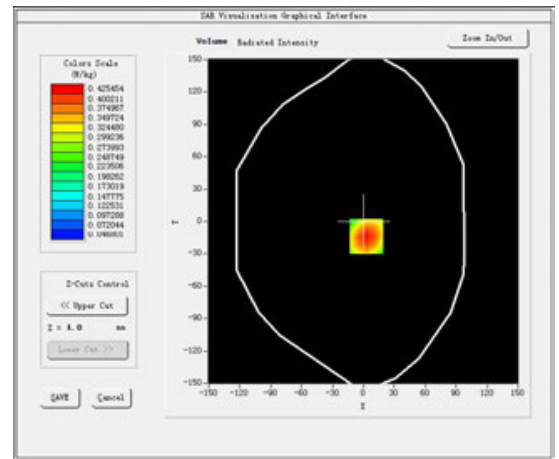 SAR Visualisation Graphical Interface
Volume Radiated Intensity
Zoom In/Out
Colors Scale
(W/kg)
0.425454
0.400211
0.374967
0.349724
0.324480
0.299236
0.273993
0.248749
0.223506
0.198262
0.173019
0.147775
0.122531
0.097288
0.072044
0.046801
Z-Cuts Control
<< Upper Cut
Z = 4.0 mm
Lower Cut >>
SAVE Cancel
150
120
90
60
30
0
-30
-60
-90
-120
-150
Y
-150 -120 -90 -60 -30 0 30 60 90 120 150
X